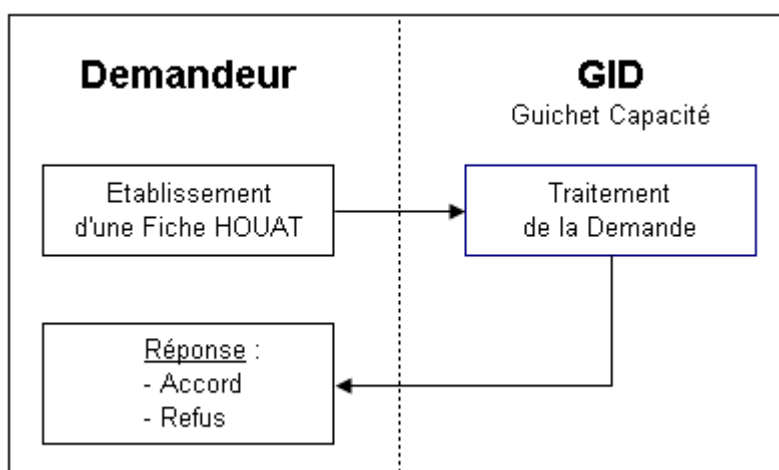 Demandeur
GID
Guichet Capacité
Etablissement
d'une Fiche HOUAT
Traitement
de la Demande
Réponse :
- Accord
- Refus